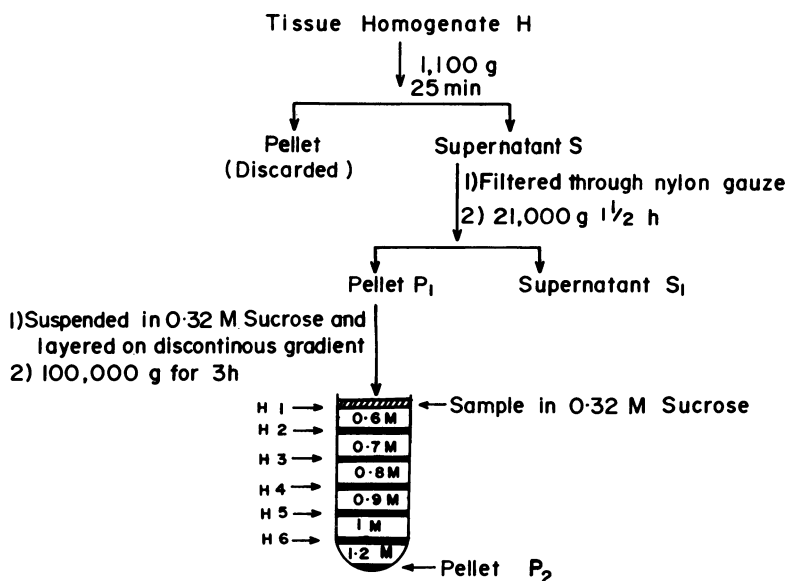 Tissue Homogenate H
1,100 g
25 min
Pellet
(Discarded)
Supernatant S
1)Filtered through nylon gauze
2) 21,000 g 1 1/2 h
Pellet P1
Supernatant S1
1)Suspended in 0·32 M Sucrose and
layered on discontinous gradient
2) 100,000 g for 3h
H 1
Sample in 0·32 M Sucrose
0·6 M
H 2
0·7 M
H 3
0·8 M
H 4
0·9 M
H 5
1 M
H 6
1·2 M
Pellet P2